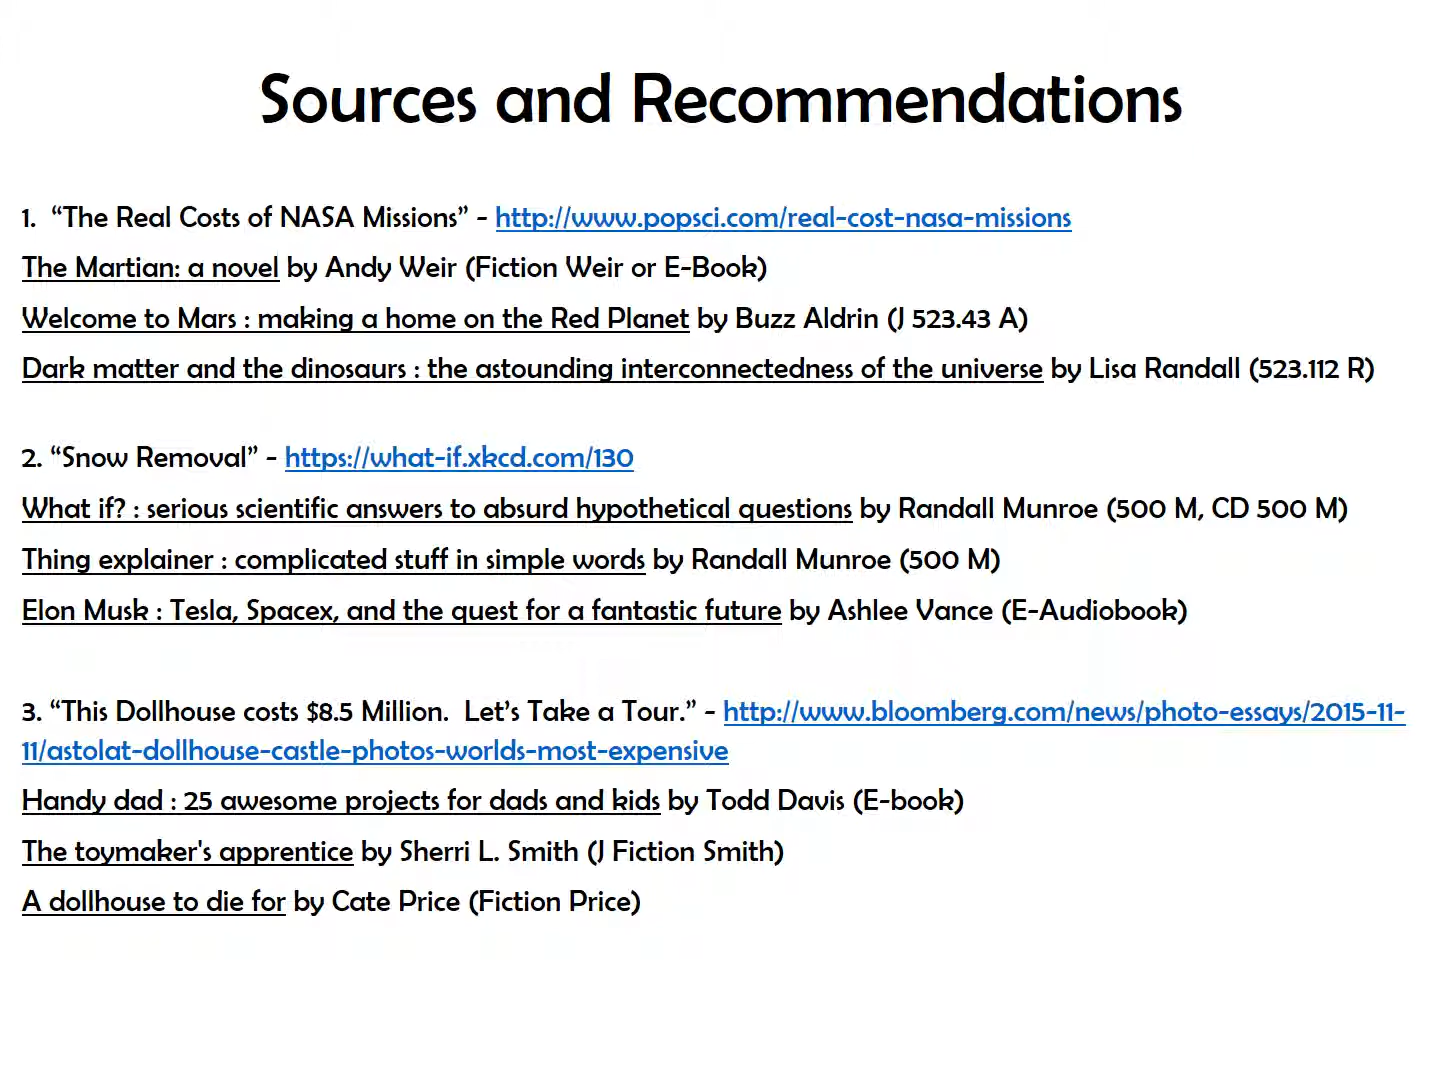 Sources and Recommendations
1.  “The Real Costs of NASA Missions” - http://www.popsci.com/real-cost-nasa-missions
The Martian: a novel by Andy Weir (Fiction Weir or E-Book)
Welcome to Mars : making a home on the Red Planet by Buzz Aldrin (J 523.43 A)
Dark matter and the dinosaurs : the astounding interconnectedness of the universe by Lisa Randall (523.112 R)
2. “Snow Removal” - https://what-if.xkcd.com/130
What if? : serious scientific answers to absurd hypothetical questions by Randall Munroe (500 M, CD 500 M)
Thing explainer : complicated stuff in simple words by Randall Munroe (500 M)
Elon Musk : Tesla, Spacex, and the quest for a fantastic future by Ashlee Vance (E-Audiobook)
3. “This Dollhouse costs $8.5 Million.  Let’s Take a Tour.” - http://www.bloomberg.com/news/photo-essays/2015-11-
11/astolat-dollhouse-castle-photos-worlds-most-expensive
Handy dad : 25 awesome projects for dads and kids by Todd Davis (E-book)
The toymaker's apprentice by Sherri L. Smith (J Fiction Smith)
A dollhouse to die for by Cate Price (Fiction Price)